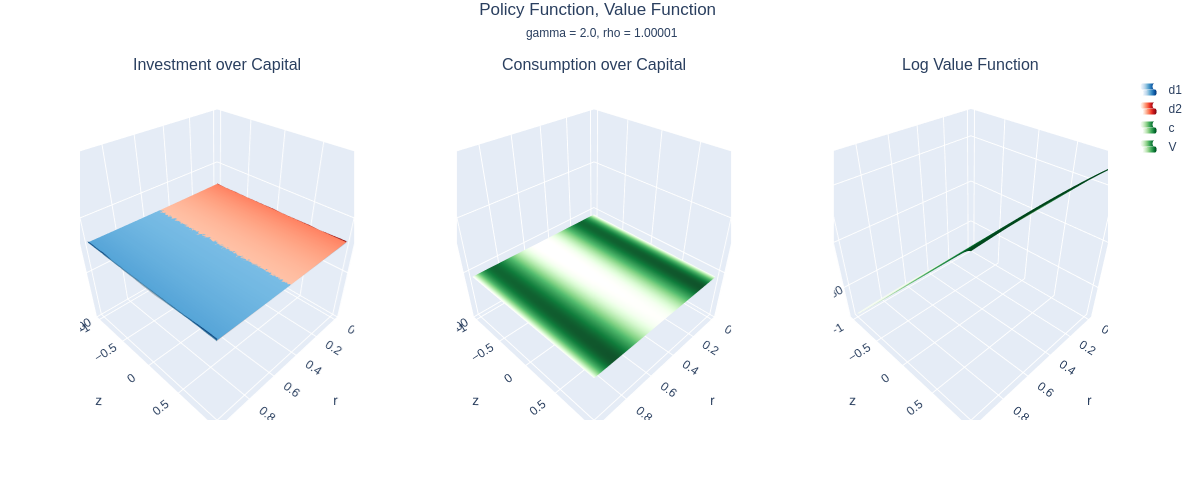 Policy Function, Value Function
gamma = 2.0, rho = 1.00001
Investment over Capital
Consumption over Capital
Log Value Function
d1
d2
c
V
−0.5
0
0.5
z
0
0.2
0.4
0.6
0.8
r
−0.5
0
0.5
z
0
0.2
0.4
0.6
0.8
r
−1
−0.5
0
0.5
z
0
0.2
0.4
0.6
0.8
r